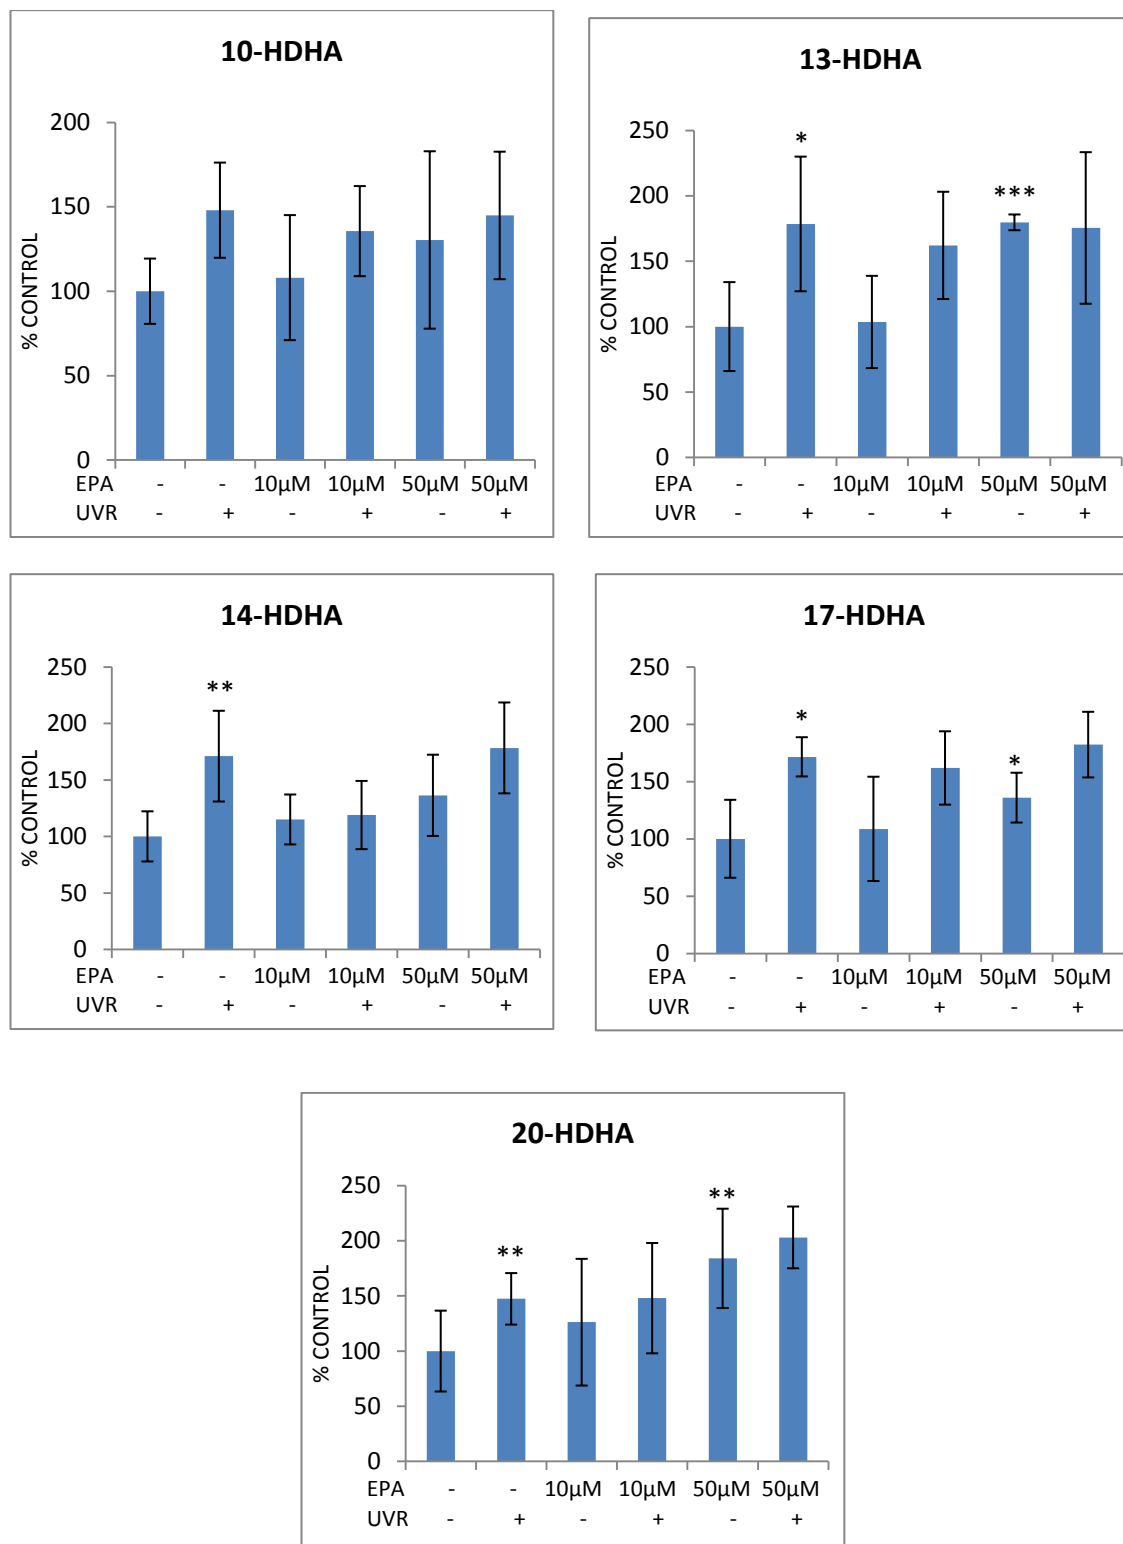 10-HDHA
200
150
100
50
0
% CONTROL
EPA - - 10µM 10µM 50µM 50µM
UVR - + - + - +
13-HDHA
250
200
150
100
50
0
% CONTROL
* ***
EPA - - 10µM 10µM 50µM 50µM
UVR - + - + - +
14-HDHA
250
200
150
100
50
0
% CONTROL
**
EPA - - 10µM 10µM 50µM 50µM
UVR - + - + - +
17-HDHA
250
200
150
100
50
0
% CONTROL
* *
EPA - - 10µM 10µM 50µM 50µM
UVR - + - + - +
20-HDHA
250
200
150
100
50
0
% CONTROL
** **
EPA - - 10µM 10µM 50µM 50µM
UVR - + - + - +